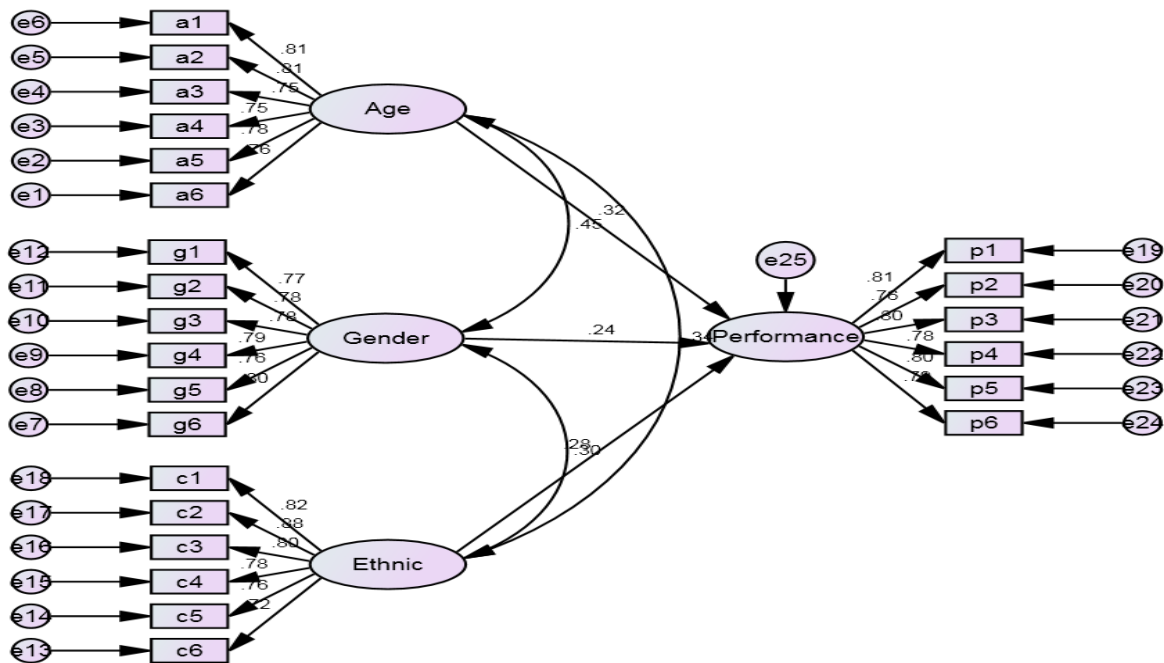 e6 a1
.81
e5 a2
.81
e4 a3
.75
Age
e3 a4
.75
e2 a5
.78
e1 a6
.76
.32
.45
e12 g1
.77
e11 g2
.78
e10 g3
.78
Gender
e9 g4
.79
e8 g5
.76
e7 g6
.80
.24
.34
e25
Performance
.81
p1 e19
.76
p2 e20
.80
p3 e21
.78
p4 e22
.80
p5 e23
p6 e24
.28
.30
e18 c1
.82
e17 c2
.88
e16 c3
.80
Ethnic
e15 c4
.78
e14 c5
.76
e13 c6
.72